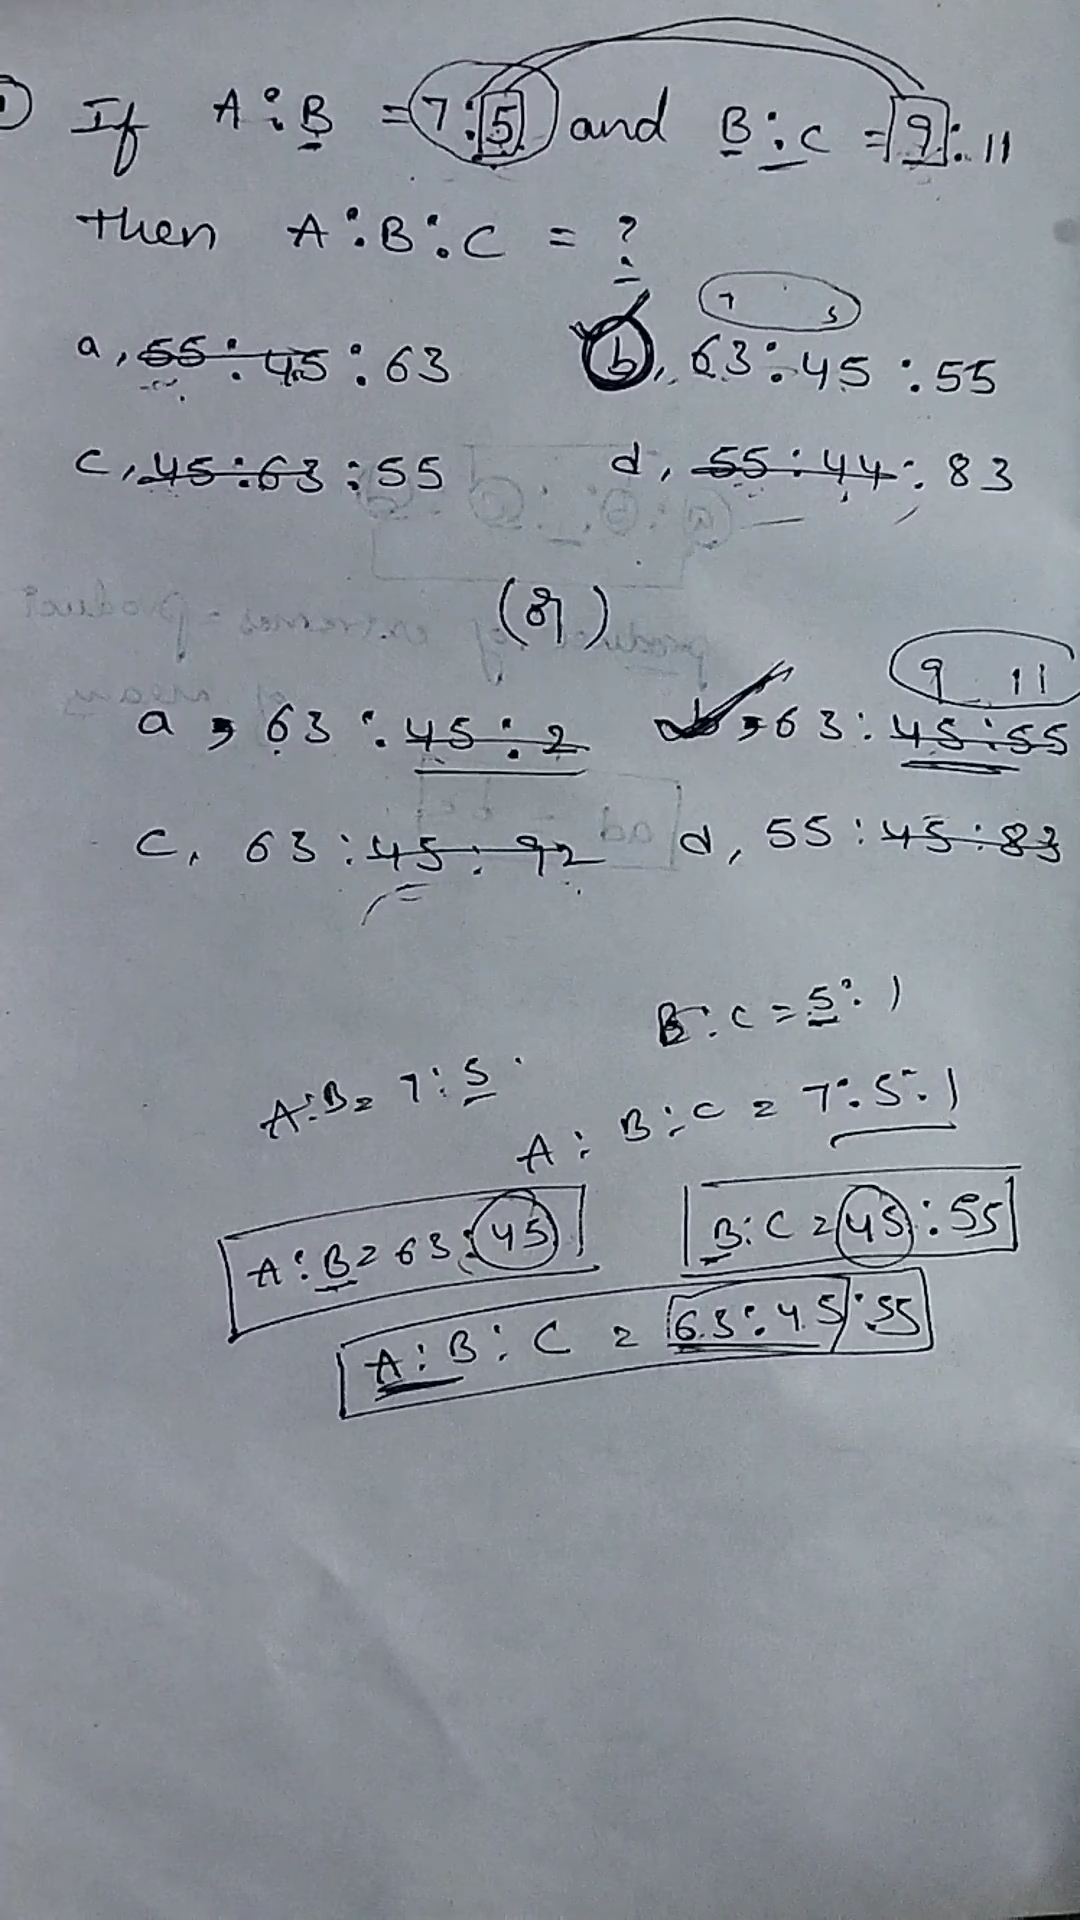 If A:B = 7:5 and B:C = 9:11
then A:B:C = ?
7 5
a, 55:45:63 b, 63:45:55
c, 45:63:55 d, 55:44:83
(or)
9 11
a, 63:45:2 b, 63:45:55
c, 63:45:92 d, 55:45:83
B:C = 5:1
A:B = 7:5
A:B:C = 7:5:1
A:B = 63:45 B:C = 45:55
A:B:C = 63:45:55